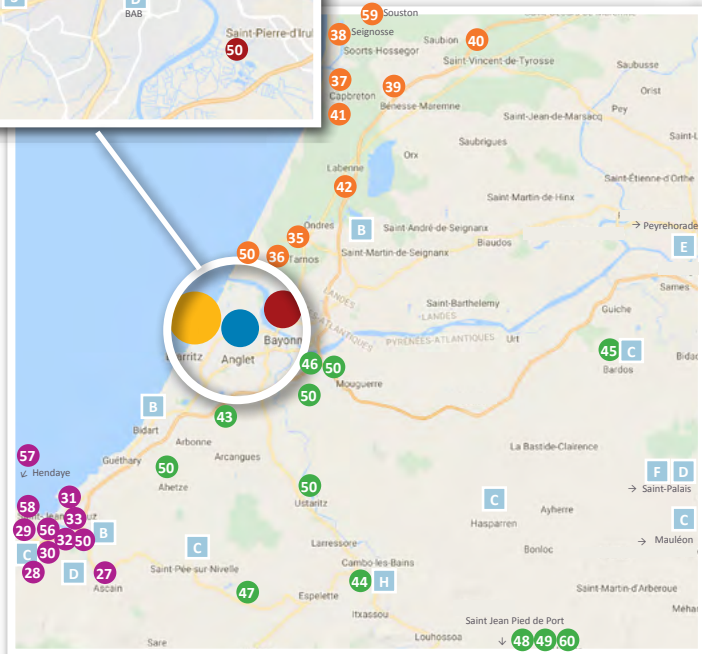 D
D
BAB
Saint-Pierre-d'Irub
50
59 Souston
38 Seignosse
Saubion 40
Soorts-Hossegor
Saint-Vincent-de-Tyrosse
Saubusse
37
39
Orist
Capbreton
Bénesse-Maremne
Pey
41
Saint-Jean-de-Marsacq
Saubrigues
Saint-L
Orx
Labenne
Saint-Étienne-d'Orthe
42
Saint-Martin-de-Hinx
Ondres
B
Saint-André-de-Seignanx
→ Peyrehorade
35
Biaudos
E
50
36 Tarnos
Saint-Martin-de-Seignanx
Sames
LANDES
Saint-Barthelemy
LANDES
Guiche
PYRÉNÉES-ATLANTIQUES
Urt
Bayonn
Anglet
45 C
Bidac
Bardos
46 50
Mouguerre
50
B
43
Bidart
Arbonne
La Bastide-Clairence
57
Guéthary
Arcangues
↙ Hendaye
50
Ahetze
F D
→ Saint-Palais
50
31
58
C
Ustaritz
Ayherre
33
C
Hasparren
29 56
32 50
B
→ Mauléon
Larressore
C 30
C
Bonloc
Cambo-les-Bains
28
D
27
Saint-Pée-sur-Nivelle
44 H
Ascain
Saint-Martin-d'Arberoue
47
Espelette
Itxassou
Méha
Saint Jean Pied de Port
Louhossoa
↓ 48 49 60
Sare